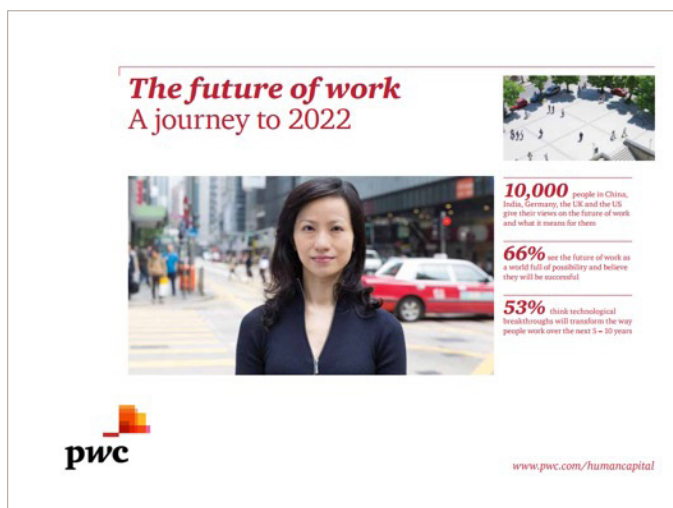 The future of work
A journey to 2022
10,000 people in China,
India, Germany, the UK and the US
give their views on the future of work
and what it means for them
66% see the future of work as
a world full of possibility and believe
they will be successful
53% think technological
breakthroughs will transform the way
people work over the next 5 – 10 years
pwc
www.pwc.com/humancapital